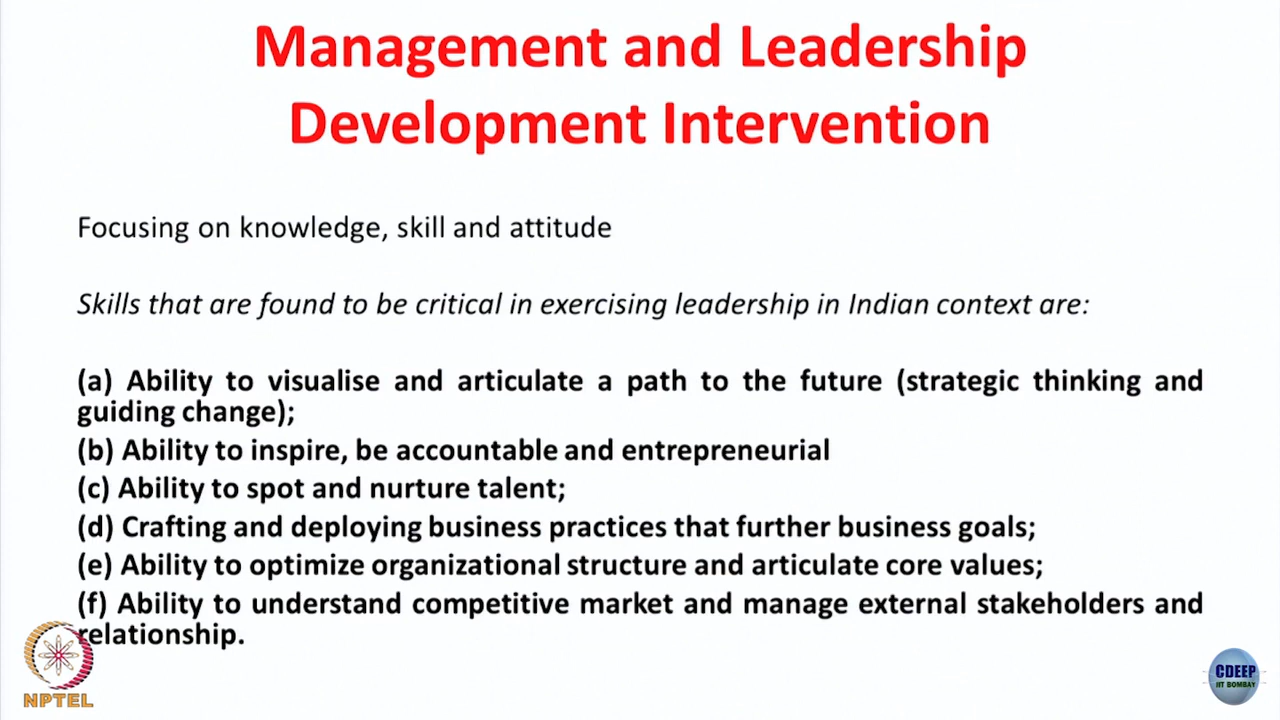 Management and Leadership
Development Intervention
Focusing on knowledge, skill and attitude
Skills that are found to be critical in exercising leadership in Indian context are:
(a) Ability to visualise and articulate a path to the future (strategic thinking and
guiding change);
(b) Ability to inspire, be accountable and entrepreneurial
(c) Ability to spot and nurture talent;
(d) Crafting and deploying business practices that further business goals;
(e) Ability to optimize organizational structure and articulate core values;
(f) Ability to understand competitive market and manage external stakeholders and
relationship.
NPTEL
CDEEP
IIT BOMBAY